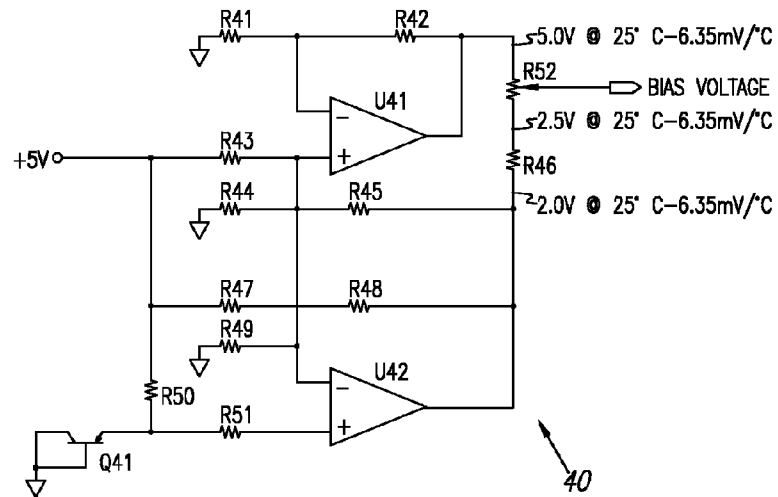 R41
R42
5.0V @ 25° C-6.35mV/°C
R52
BIAS VOLTAGE
U41
−
+
2.5V @ 25° C-6.35mV/°C
+5V
R43
R46
R44
R45
2.0V @ 25° C-6.35mV/°C
R47
R48
R49
U42
−
+
R50
R51
Q41
40